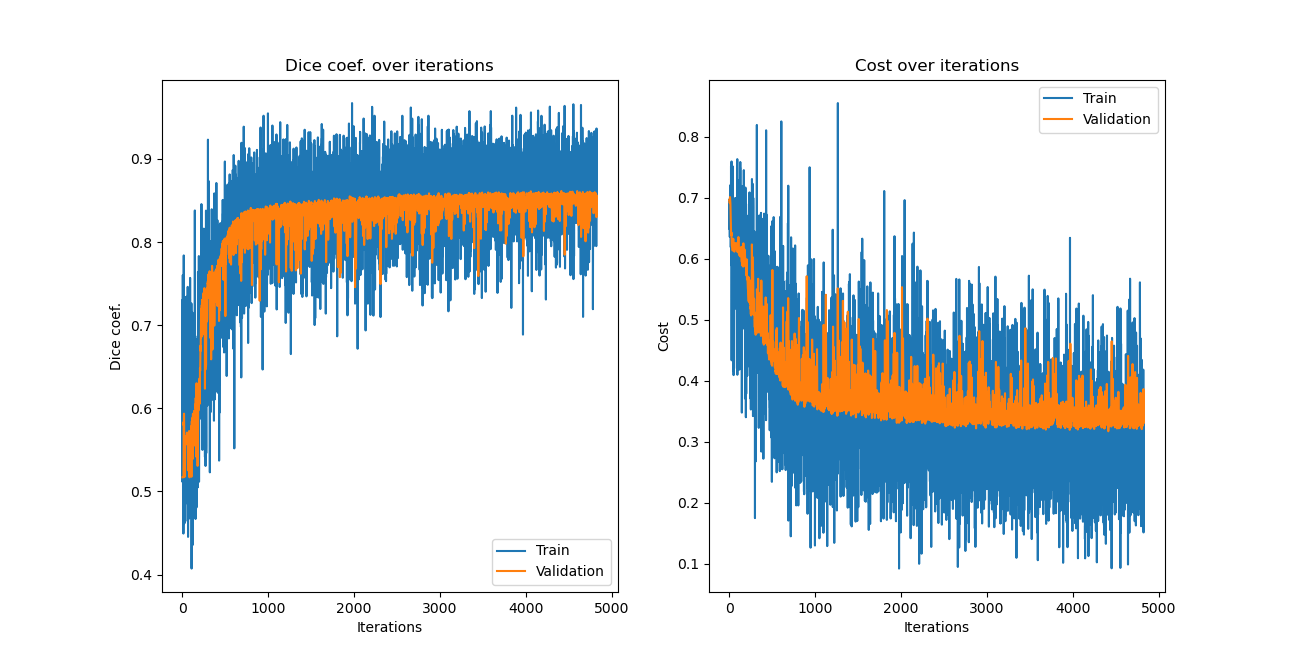 Dice coef. over iterations
Dice coef.
0.9
0.8
0.7
0.6
0.5
0.4
Train
Validation
0 1000 2000 3000 4000 5000
Iterations
Cost over iterations
Cost
Train
Validation
0.8
0.7
0.6
0.5
0.4
0.3
0.2
0.1
0 1000 2000 3000 4000 5000
Iterations